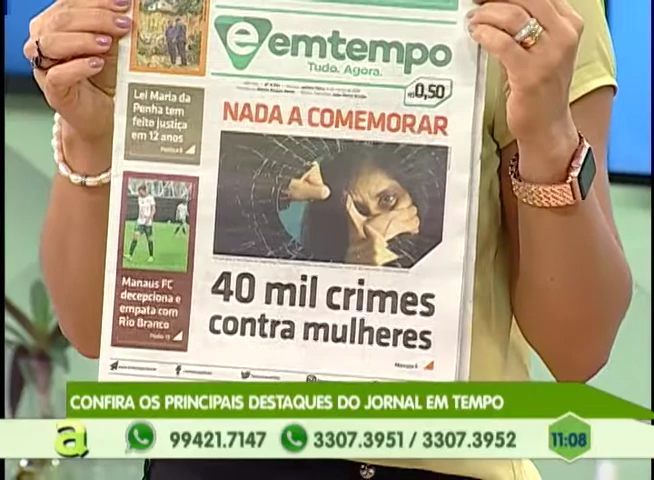 e emtempo
Tudo. Agora.
R$ 0,50
Lei Maria da
Penha tem
feito justiça
em 12 anos
NADA A COMEMORAR
Manaus FC
decepciona e
empata com
Rio Branco
40 mil crimes
contra mulheres
CONFIRA OS PRINCIPAIS DESTAQUES DO JORNAL EM TEMPO
a
99421.7147
3307.3951 / 3307.3952
11:08